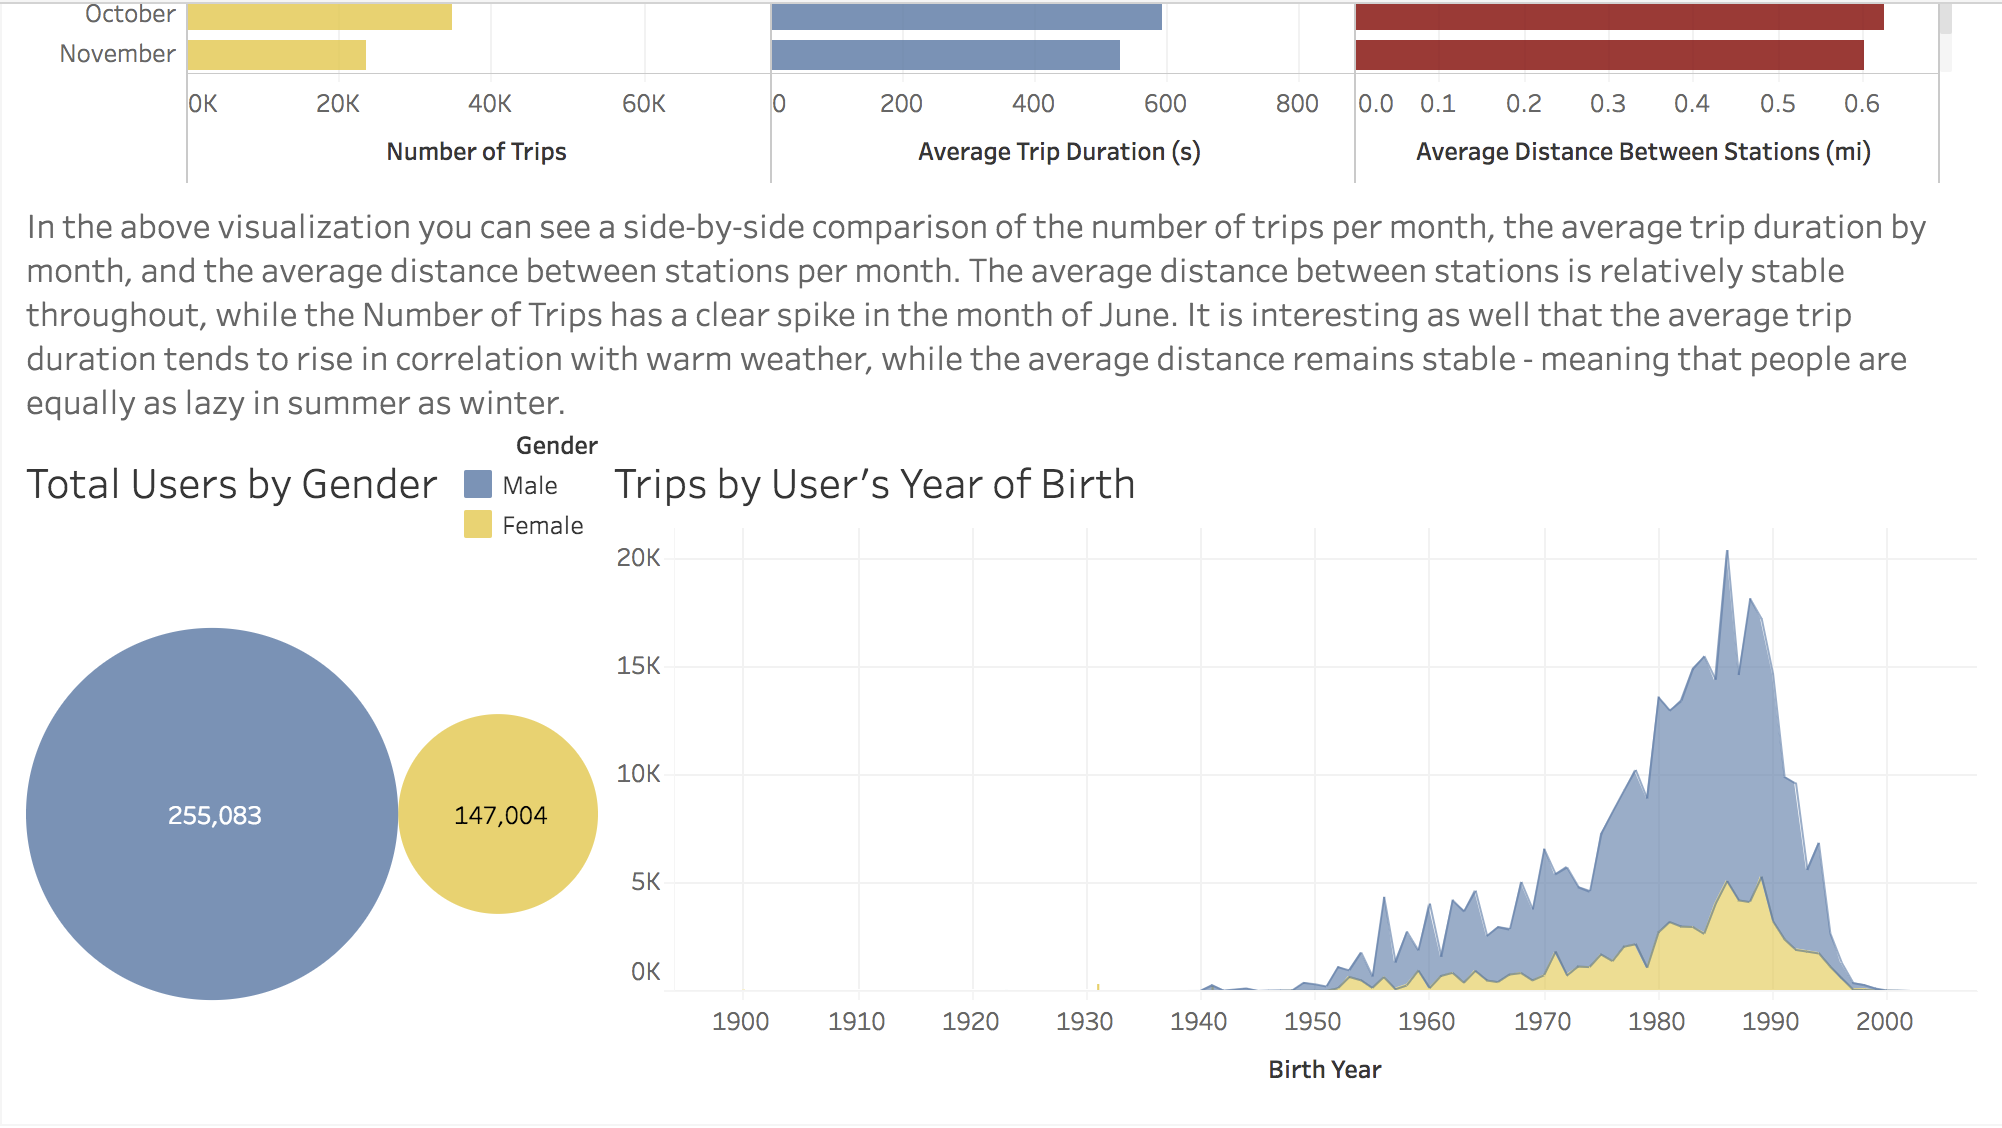 October
November
0K 20K 40K 60K 0 200 400 600 800 0.0 0.1 0.2 0.3 0.4 0.5 0.6
Number of Trips Average Trip Duration (s) Average Distance Between Stations (mi)
In the above visualization you can see a side-by-side comparison of the number of trips per month, the average trip duration by
month, and the average distance between stations per month. The average distance between stations is relatively stable
throughout, while the Number of Trips has a clear spike in the month of June. It is interesting as well that the average trip
duration tends to rise in correlation with warm weather, while the average distance remains stable - meaning that people are
equally as lazy in summer as winter.
Total Users by Gender
Gender
Male
Female
255,083
147,004
Trips by User's Year of Birth
20K
15K
10K
5K
0K
1900 1910 1920 1930 1940 1950 1960 1970 1980 1990 2000
Birth Year